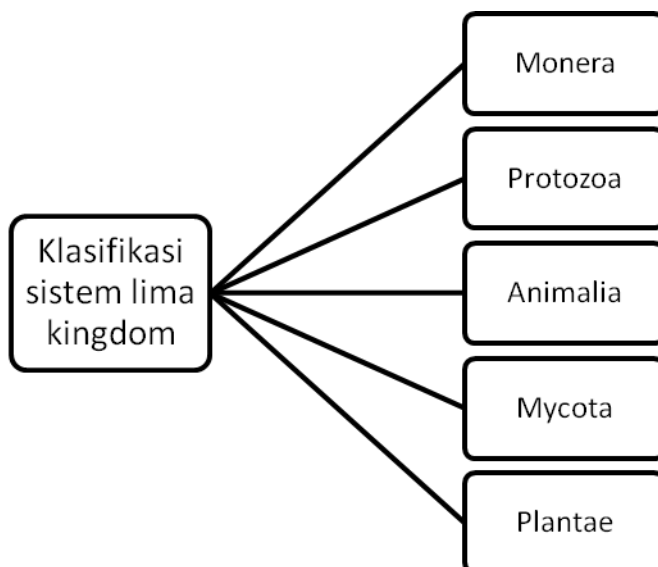 Klasifikasi
sistem lima
kingdom
Monera
Protozoa
Animalia
Mycota
Plantae